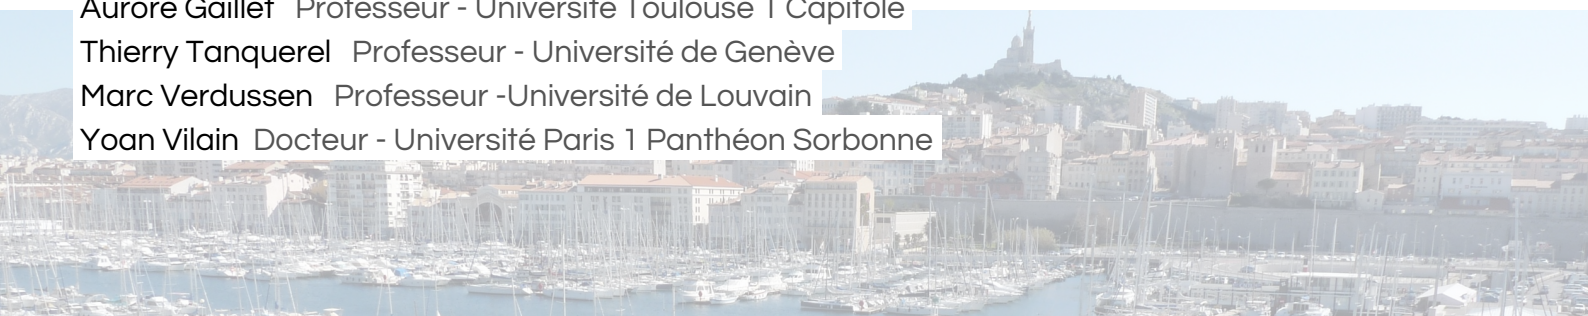 Aurore Gaillet Professeur - Université Toulouse 1 Capitole
Thierry Tanquerel Professeur - Université de Genève
Marc Verdussen Professeur -Université de Louvain
Yoan Vilain Docteur - Université Paris 1 Panthéon Sorbonne